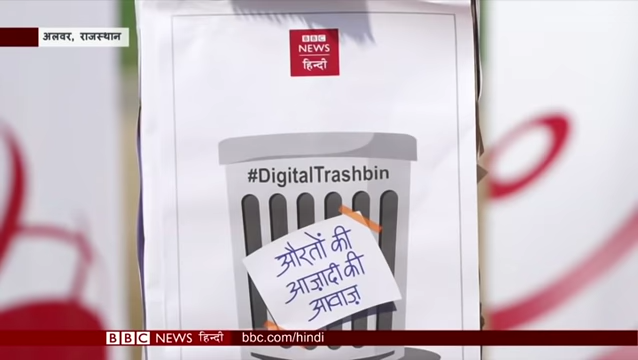 अलवर, राजस्थान
BBC
NEWS
हिन्दी
#DigitalTrashbin
औरतों की
आज़ादी की
आवाज़
BBC NEWS हिन्दी bbc.com/hindi